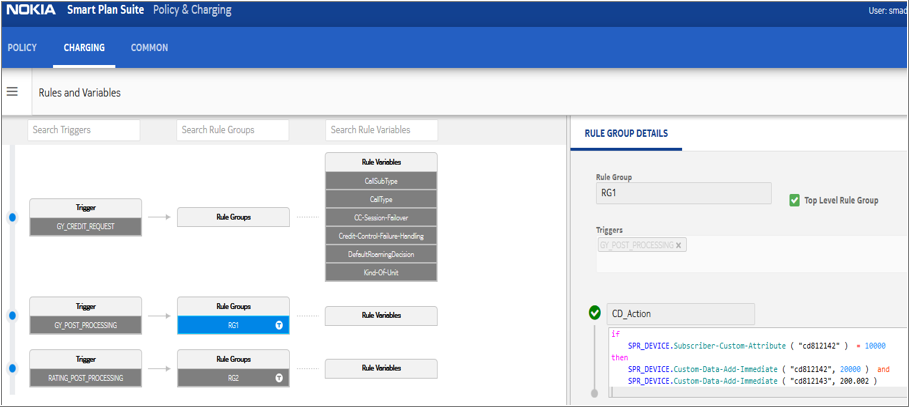 NOKIA Smart Plan Suite Policy & Charging User: smad
POLICY CHARGING COMMON
Rules and Variables
Search Triggers Search Rule Groups Search Rule Variables
Trigger
GY_CREDIT_REQUEST
Rule Groups
Rule Variables
CallSubType
CallType
CC-Session-Failover
Credit-Control-Failure-Handling
DefaultRoamingDecision
Kind-Of-Unit
Trigger
GY_POST_PROCESSING
Rule Groups
RG1 T
Rule Variables
Trigger
RATING_POST_PROCESSING
Rule Groups
RG2 T
Rule Variables
RULE GROUP DETAILS
Rule Group
RG1
Top Level Rule Group
Triggers
GY_POST_PROCESSING x
CD_Action
if
SPR_DEVICE.Subscriber-Custom-Attribute ( "cd812142" ) = 10000
then
SPR_DEVICE.Custom-Data-Add-Immediate ( "cd812142", 20000 ) and
SPR_DEVICE.Custom-Data-Add-Immediate ( "cd812143", 200.002 )